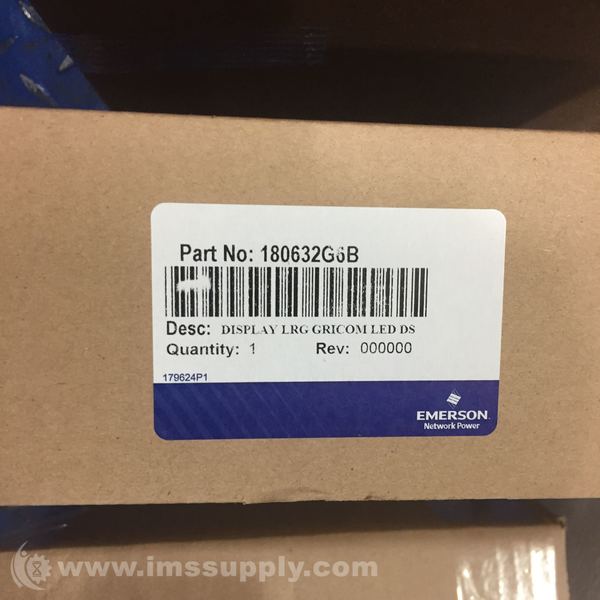 Part No: 180632G6B
Desc: DISPLAY LRG GRICOM LED DS
Quantity: 1 Rev: 000000
179624P1
EMERSON
Network Power
www.imssupply.com